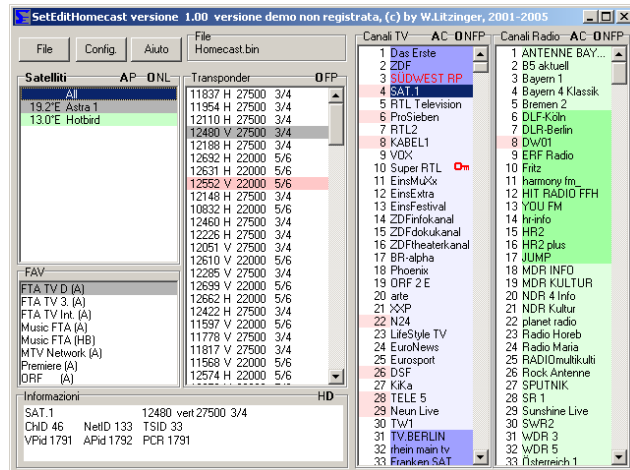 SetEditHomecast versione 1.00 versione demo non registrata, (c) by W.Litzinger, 2001-2005
File
Config.
Aiuto
File
Homecast.bin
Satelliti AP ONL
All
19.2°E Astra 1
13.0°E Hotbird
FAV
FTA TV D (A)
FTA TV 3. (A)
FTA TV Int. (A)
Music FTA (A)
Music FTA (HB)
MTV Network (A)
Premiere (A)
ORF (A)
Transponder OFP
11837 H 27500 3/4
11954 H 27500 3/4
12110 H 27500 3/4
12480 V 27500 3/4
12188 H 27500 3/4
12692 H 22000 5/6
12631 H 22000 5/6
12552 V 22000 5/6
12148 H 27500 3/4
10832 H 22000 5/6
12460 H 27500 3/4
12226 H 27500 3/4
12051 V 27500 3/4
12610 V 22000 5/6
12285 V 27500 3/4
12699 V 22000 5/6
12662 H 22000 5/6
12422 H 27500 3/4
11597 V 22000 5/6
11778 V 27500 3/4
11817 V 27500 3/4
11568 V 22000 5/6
12574 H 22000 5/6
Informazioni HD
SAT.1 12480 vert 27500 3/4
ChID 46 NetID 133 TSID 33
VPid 1791 APid 1792 PCR 1791
Canali TV AC ONFP
1 Das Erste
2 ZDF
3 SÜDWEST RP
4 SAT.1
5 RTL Television
6 ProSieben
7 RTL2
8 KABEL1
9 VOX
10 Super RTL
11 EinsMuXx
12 EinsExtra
13 EinsFestival
14 ZDFinfokanal
15 ZDFdokukanal
16 ZDFtheaterkanal
17 BR-alpha
18 Phoenix
19 ORF 2 E
20 arte
21 XXP
22 N24
23 LifeStyle TV
24 EuroNews
25 Eurosport
26 DSF
27 KiKa
28 TELE 5
29 Neun Live
30 TW1
31 TV.BERLIN
32 rhein main tv
33 Franken SAT
Canali Radio AC ONFP
1 ANTENNE BAY...
2 B5 aktuell
3 Bayern 1
4 Bayern 4 Klassik
5 Bremen 2
6 DLF-Köln
7 DLR-Berlin
8 DW01
9 ERF Radio
10 Fritz
11 harmony fm_
12 HIT RADIO FFH
13 YOU FM
14 hr-info
15 HR2
16 HR2 plus
17 JUMP
18 MDR INFO
19 MDR KULTUR
20 NDR 4 Info
21 NDR Kultur
22 planet radio
23 Radio Horeb
24 Radio Maria
25 RADIOmultikulti
26 Rock Antenne
27 SPUTNIK
28 SR 1
29 Sunshine Live
30 SWR2
31 WDR 3
32 WDR 5
33 Österreich 1